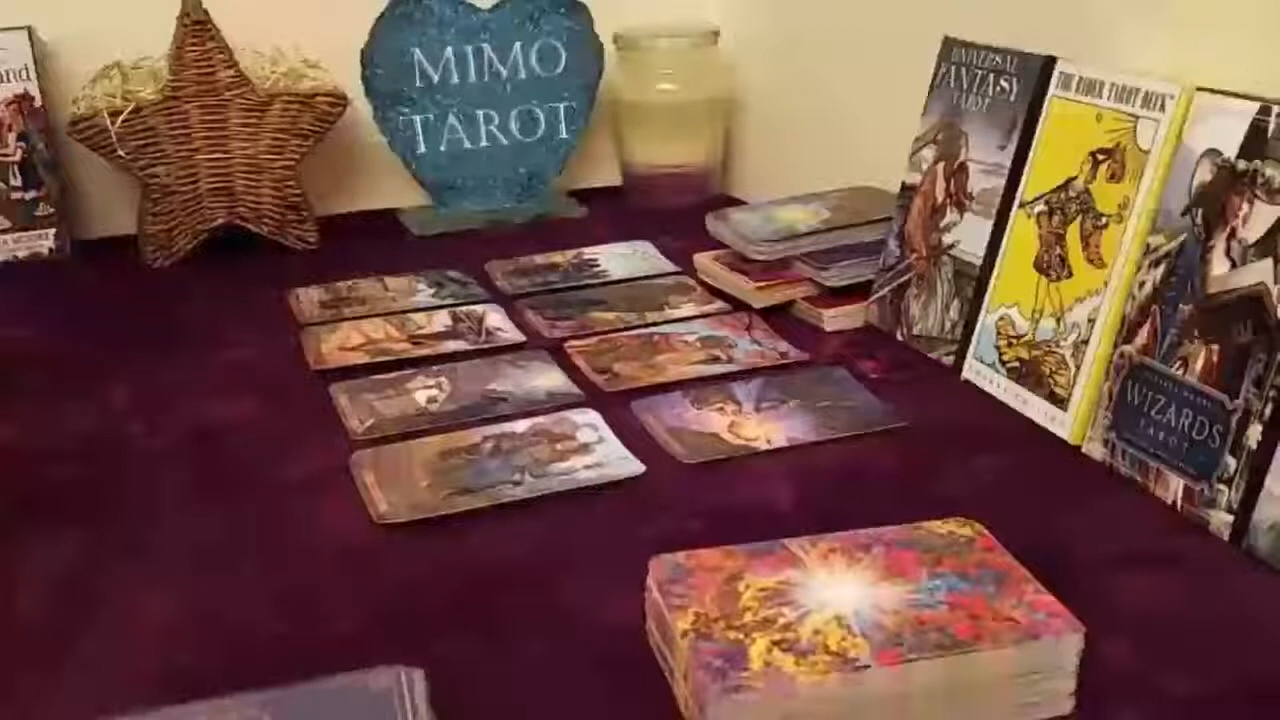 MIMO
TAROT
UNIVERSAL
FANTASY
TAROT
THE RIDER TAROT DECK
WIZARDS
TAROT